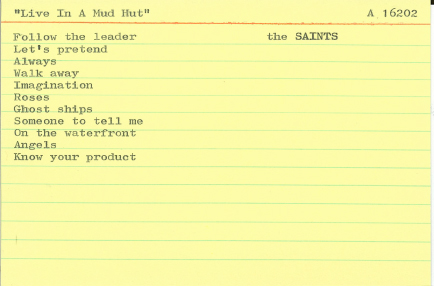 "Live In A Mud Hut" A 16202
Follow the leader the SAINTS
Let's pretend
Always
Walk away
Imagination
Roses
Ghost ships
Someone to tell me
On the waterfront
Angels
Know your product